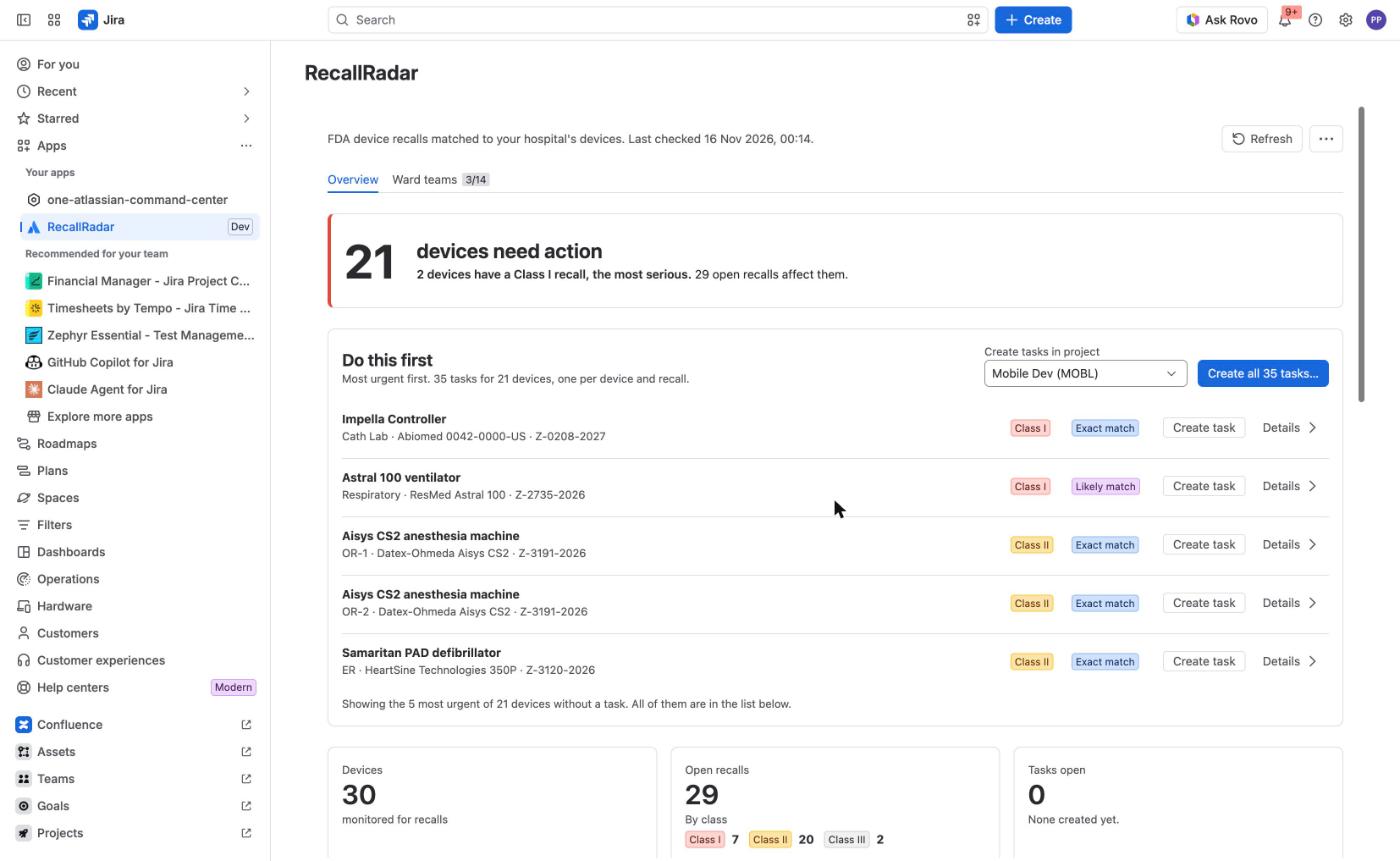 Jira
Search
Create
Ask Rovo
9+
PP
For you
Recent
Starred
Apps
Your apps
one-atlassian-command-center
RecallRadar
Dev
Recommended for your team
Financial Manager - Jira Project C...
Timesheets by Tempo - Jira Time ...
Zephyr Essential - Test Manageme...
GitHub Copilot for Jira
Claude Agent for Jira
Explore more apps
Roadmaps
Plans
Spaces
Filters
Dashboards
Operations
Hardware
Customers
Customer experiences
Help centers
Modern
Confluence
Assets
Teams
Goals
Projects
RecallRadar
FDA device recalls matched to your hospital's devices. Last checked 16 Nov 2026, 00:14.
Refresh
Overview
Ward teams 3/14
21
devices need action
2 devices have a Class I recall, the most serious. 29 open recalls affect them.
Do this first
Most urgent first. 35 tasks for 21 devices, one per device and recall.
Create tasks in project
Mobile Dev (MOBL)
Create all 35 tasks...
Impella Controller
Cath Lab · Abiomed 0042-0000-US · Z-0208-2027
Class I Exact match Create task Details
Astral 100 ventilator
Respiratory · ResMed Astral 100 · Z-2735-2026
Class I Likely match Create task Details
Aisys CS2 anesthesia machine
OR-1 · Datex-Ohmeda Aisys CS2 · Z-3191-2026
Class II Exact match Create task Details
Aisys CS2 anesthesia machine
OR-2 · Datex-Ohmeda Aisys CS2 · Z-3191-2026
Class II Exact match Create task Details
Samaritan PAD defibrillator
ER · HeartSine Technologies 350P · Z-3120-2026
Class II Exact match Create task Details
Showing the 5 most urgent of 21 devices without a task. All of them are in the list below.
Devices
30
monitored for recalls
Open recalls
29
By class
Class I 7 Class II 20 Class III 2
Tasks open
0
None created yet.